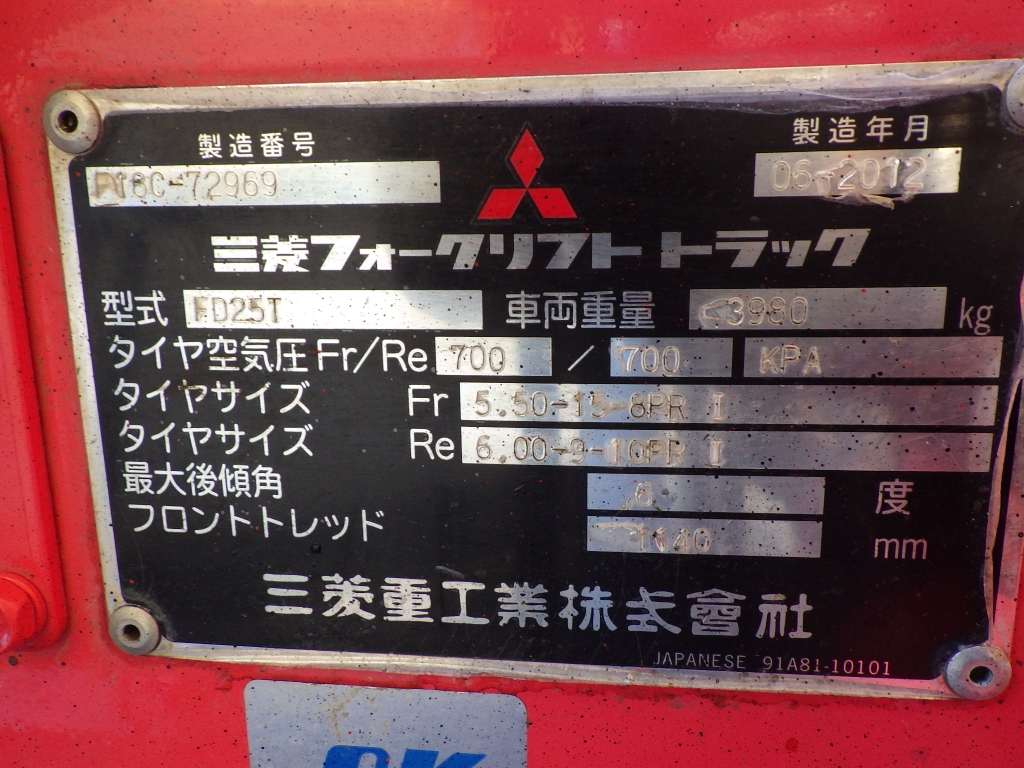 製造番号
製造年月
F18C-72969
06-2012
三菱フォークリフト トラック
型式 FD25T 車両重量 3980 kg
タイヤ空気圧 Fr/Re 700 / 700 KPA
タイヤサイズ Fr 5.50-15-8PR I
タイヤサイズ Re 6.00-9-10PR I
最大後傾角 6 度
フロントトレッド 1140 mm
三菱重工業株式會社
JAPANESE 91A81-10101